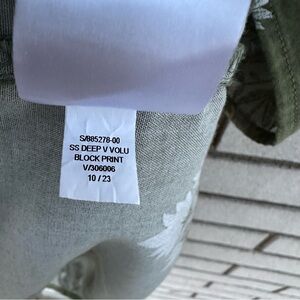 S/885278-00
SS DEEP V VOLU
BLOCK PRINT
V/306006
10 / 23